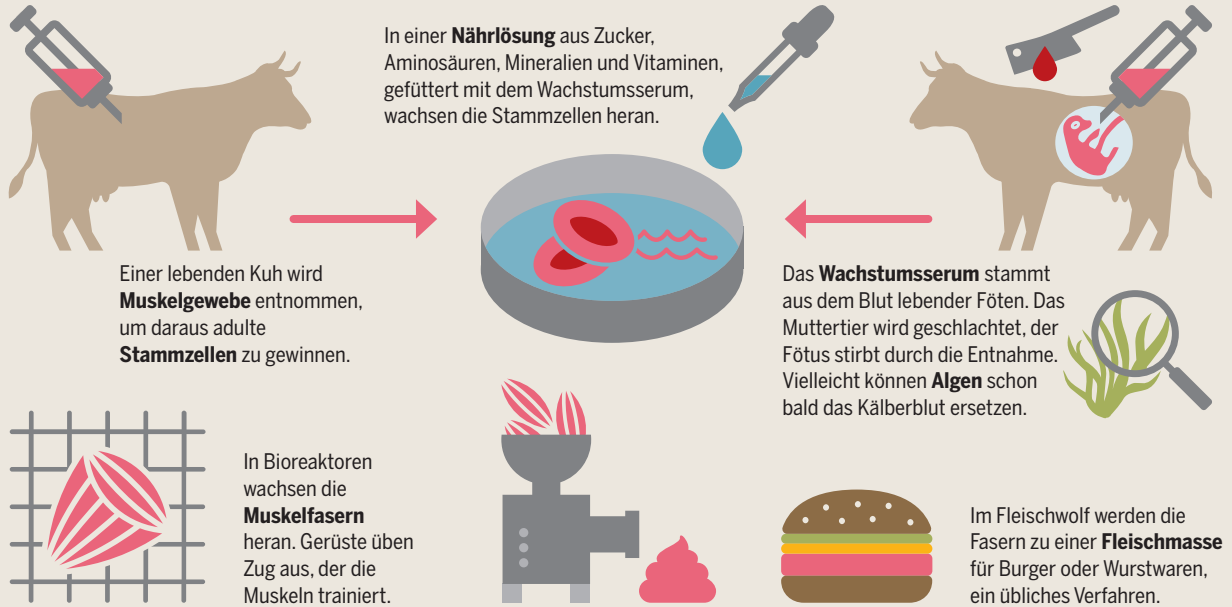 In einer Nährlösung aus Zucker,
Aminosäuren, Mineralien und Vitaminen,
gefüttert mit dem Wachstumsserum,
wachsen die Stammzellen heran.
Einer lebenden Kuh wird
Muskelgewebe entnommen,
um daraus adulte
Stammzellen zu gewinnen.
Das Wachstumsserum stammt
aus dem Blut lebender Föten. Das
Muttertier wird geschlachtet, der
Fötus stirbt durch die Entnahme.
Vielleicht können Algen schon
bald das Kälberblut ersetzen.
In Bioreaktoren
wachsen die
Muskelfasern
heran. Gerüste üben
Zug aus, der die
Muskeln trainiert.
Im Fleischwolf werden die
Fasern zu einer Fleischmasse
für Burger oder Wurstwaren,
ein übliches Verfahren.